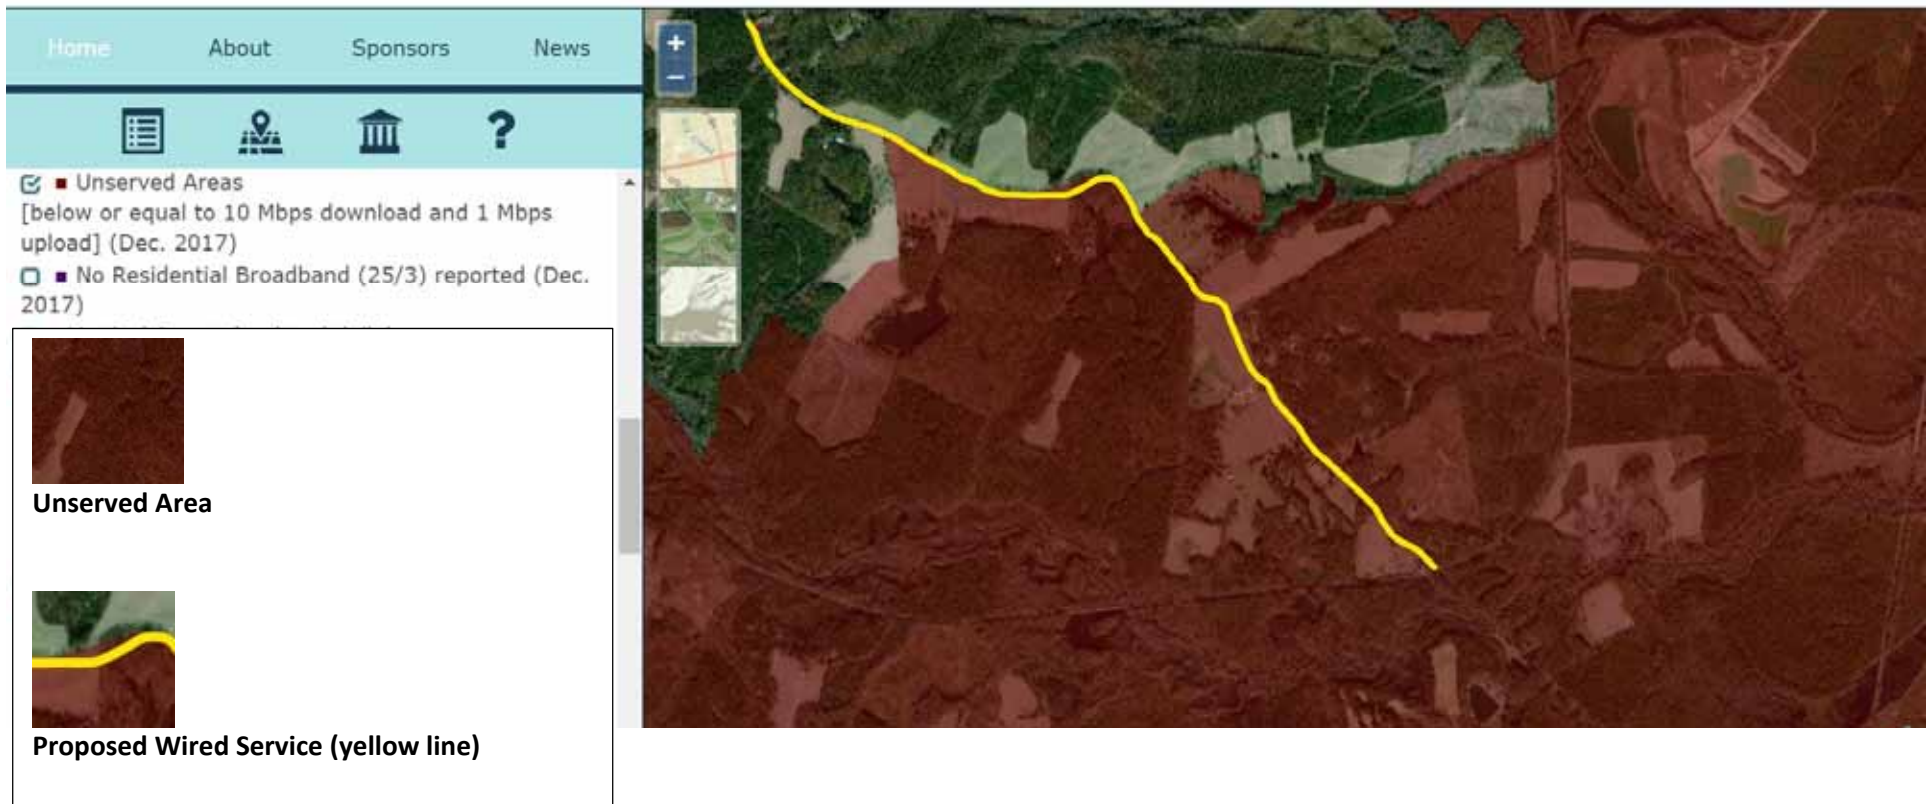 Home About Sponsors News
?
Unserved Areas
[below or equal to 10 Mbps download and 1 Mbps
upload] (Dec. 2017)
No Residential Broadband (25/3) reported (Dec.
2017)
+
−
Unserved Area
Proposed Wired Service (yellow line)